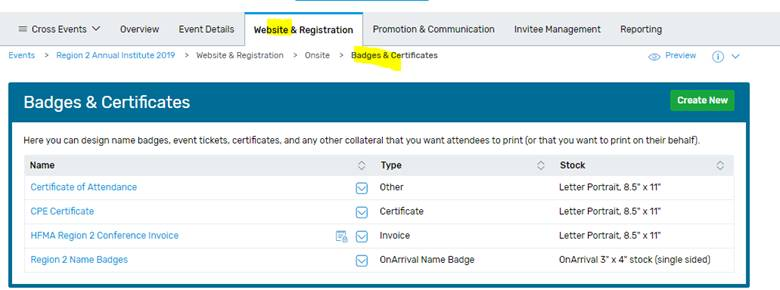 Cross Events Overview Event Details Website & Registration Promotion & Communication Invitee Management Reporting
Events > Region 2 Annual Institute 2019 > Website & Registration > Onsite > Badges & Certificates Preview
Badges & Certificates Create New
Here you can design name badges, event tickets, certificates, and any other collateral that you want attendees to print (or that you want to print on their behalf).
Name Type Stock
Certificate of Attendance Other Letter Portrait, 8.5" x 11"
CPE Certificate Certificate Letter Portrait, 8.5" x 11"
HFMA Region 2 Conference Invoice Invoice Letter Portrait, 8.5" x 11"
Region 2 Name Badges OnArrival Name Badge OnArrival 3" x 4" stock (single sided)